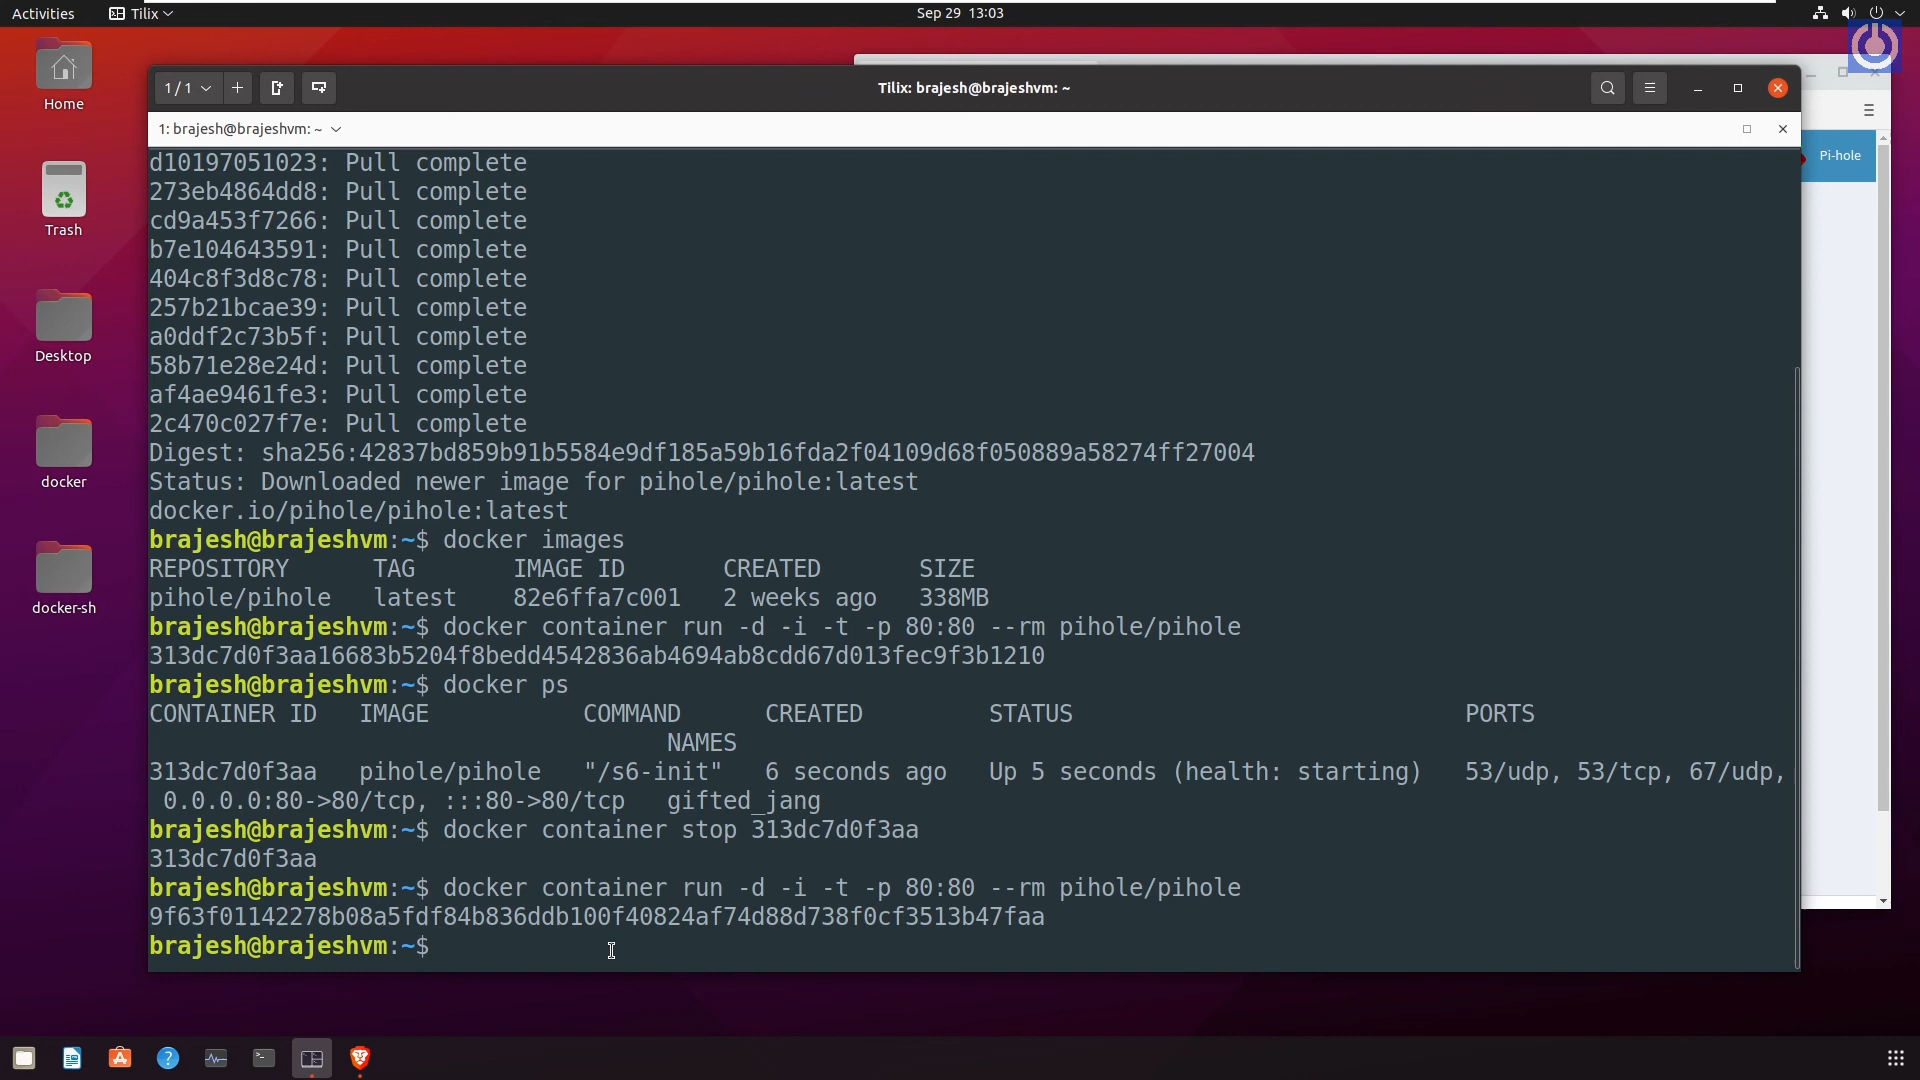 Activities
Tilix
Sep 29 13:03
Home
Trash
Desktop
docker
docker-sh
1 / 1
Tilix: brajesh@brajeshvm: ~
1: brajesh@brajeshvm: ~
Pi-hole
d10197051023: Pull complete
273eb4864dd8: Pull complete
cd9a453f7266: Pull complete
b7e104643591: Pull complete
404c8f3d8c78: Pull complete
257b21bcae39: Pull complete
a0ddf2c73b5f: Pull complete
58b71e28e24d: Pull complete
af4ae9461fe3: Pull complete
2c470c027f7e: Pull complete
Digest: sha256:42837bd859b91b5584e9df185a59b16fda2f04109d68f050889a58274ff27004
Status: Downloaded newer image for pihole/pihole:latest
docker.io/pihole/pihole:latest
brajesh@brajeshvm:~$ docker images
REPOSITORY      TAG       IMAGE ID       CREATED       SIZE
pihole/pihole   latest    82e6ffa7c001   2 weeks ago   338MB
brajesh@brajeshvm:~$ docker container run -d -i -t -p 80:80 --rm pihole/pihole
313dc7d0f3aa16683b5204f8bedd4542836ab4694ab8cdd67d013fec9f3b1210
brajesh@brajeshvm:~$ docker ps
CONTAINER ID   IMAGE           COMMAND      CREATED         STATUS                            PORTS
NAMES
313dc7d0f3aa   pihole/pihole   "/s6-init"   6 seconds ago   Up 5 seconds (health: starting)   53/udp, 53/tcp, 67/udp,
0.0.0.0:80->80/tcp, :::80->80/tcp   gifted_jang
brajesh@brajeshvm:~$ docker container stop 313dc7d0f3aa
313dc7d0f3aa
brajesh@brajeshvm:~$ docker container run -d -i -t -p 80:80 --rm pihole/pihole
9f63f01142278b08a5fdf84b836ddb100f40824af74d88d738f0cf3513b47faa
brajesh@brajeshvm:~$